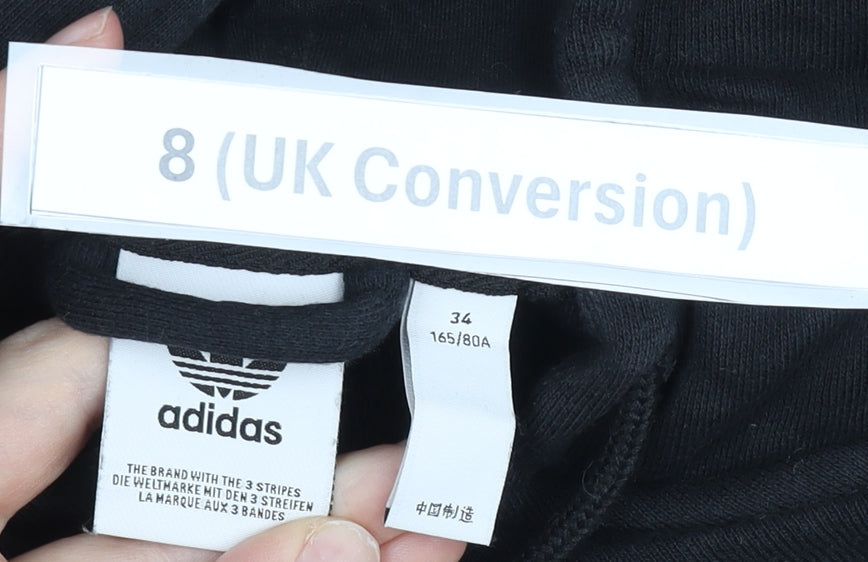 8 (UK Conversion)
adidas
THE BRAND WITH THE 3 STRIPES
DIE WELTMARKE MIT DEN 3 STREIFEN
LA MARQUE AUX 3 BANDES
34
165/80A
中国制造